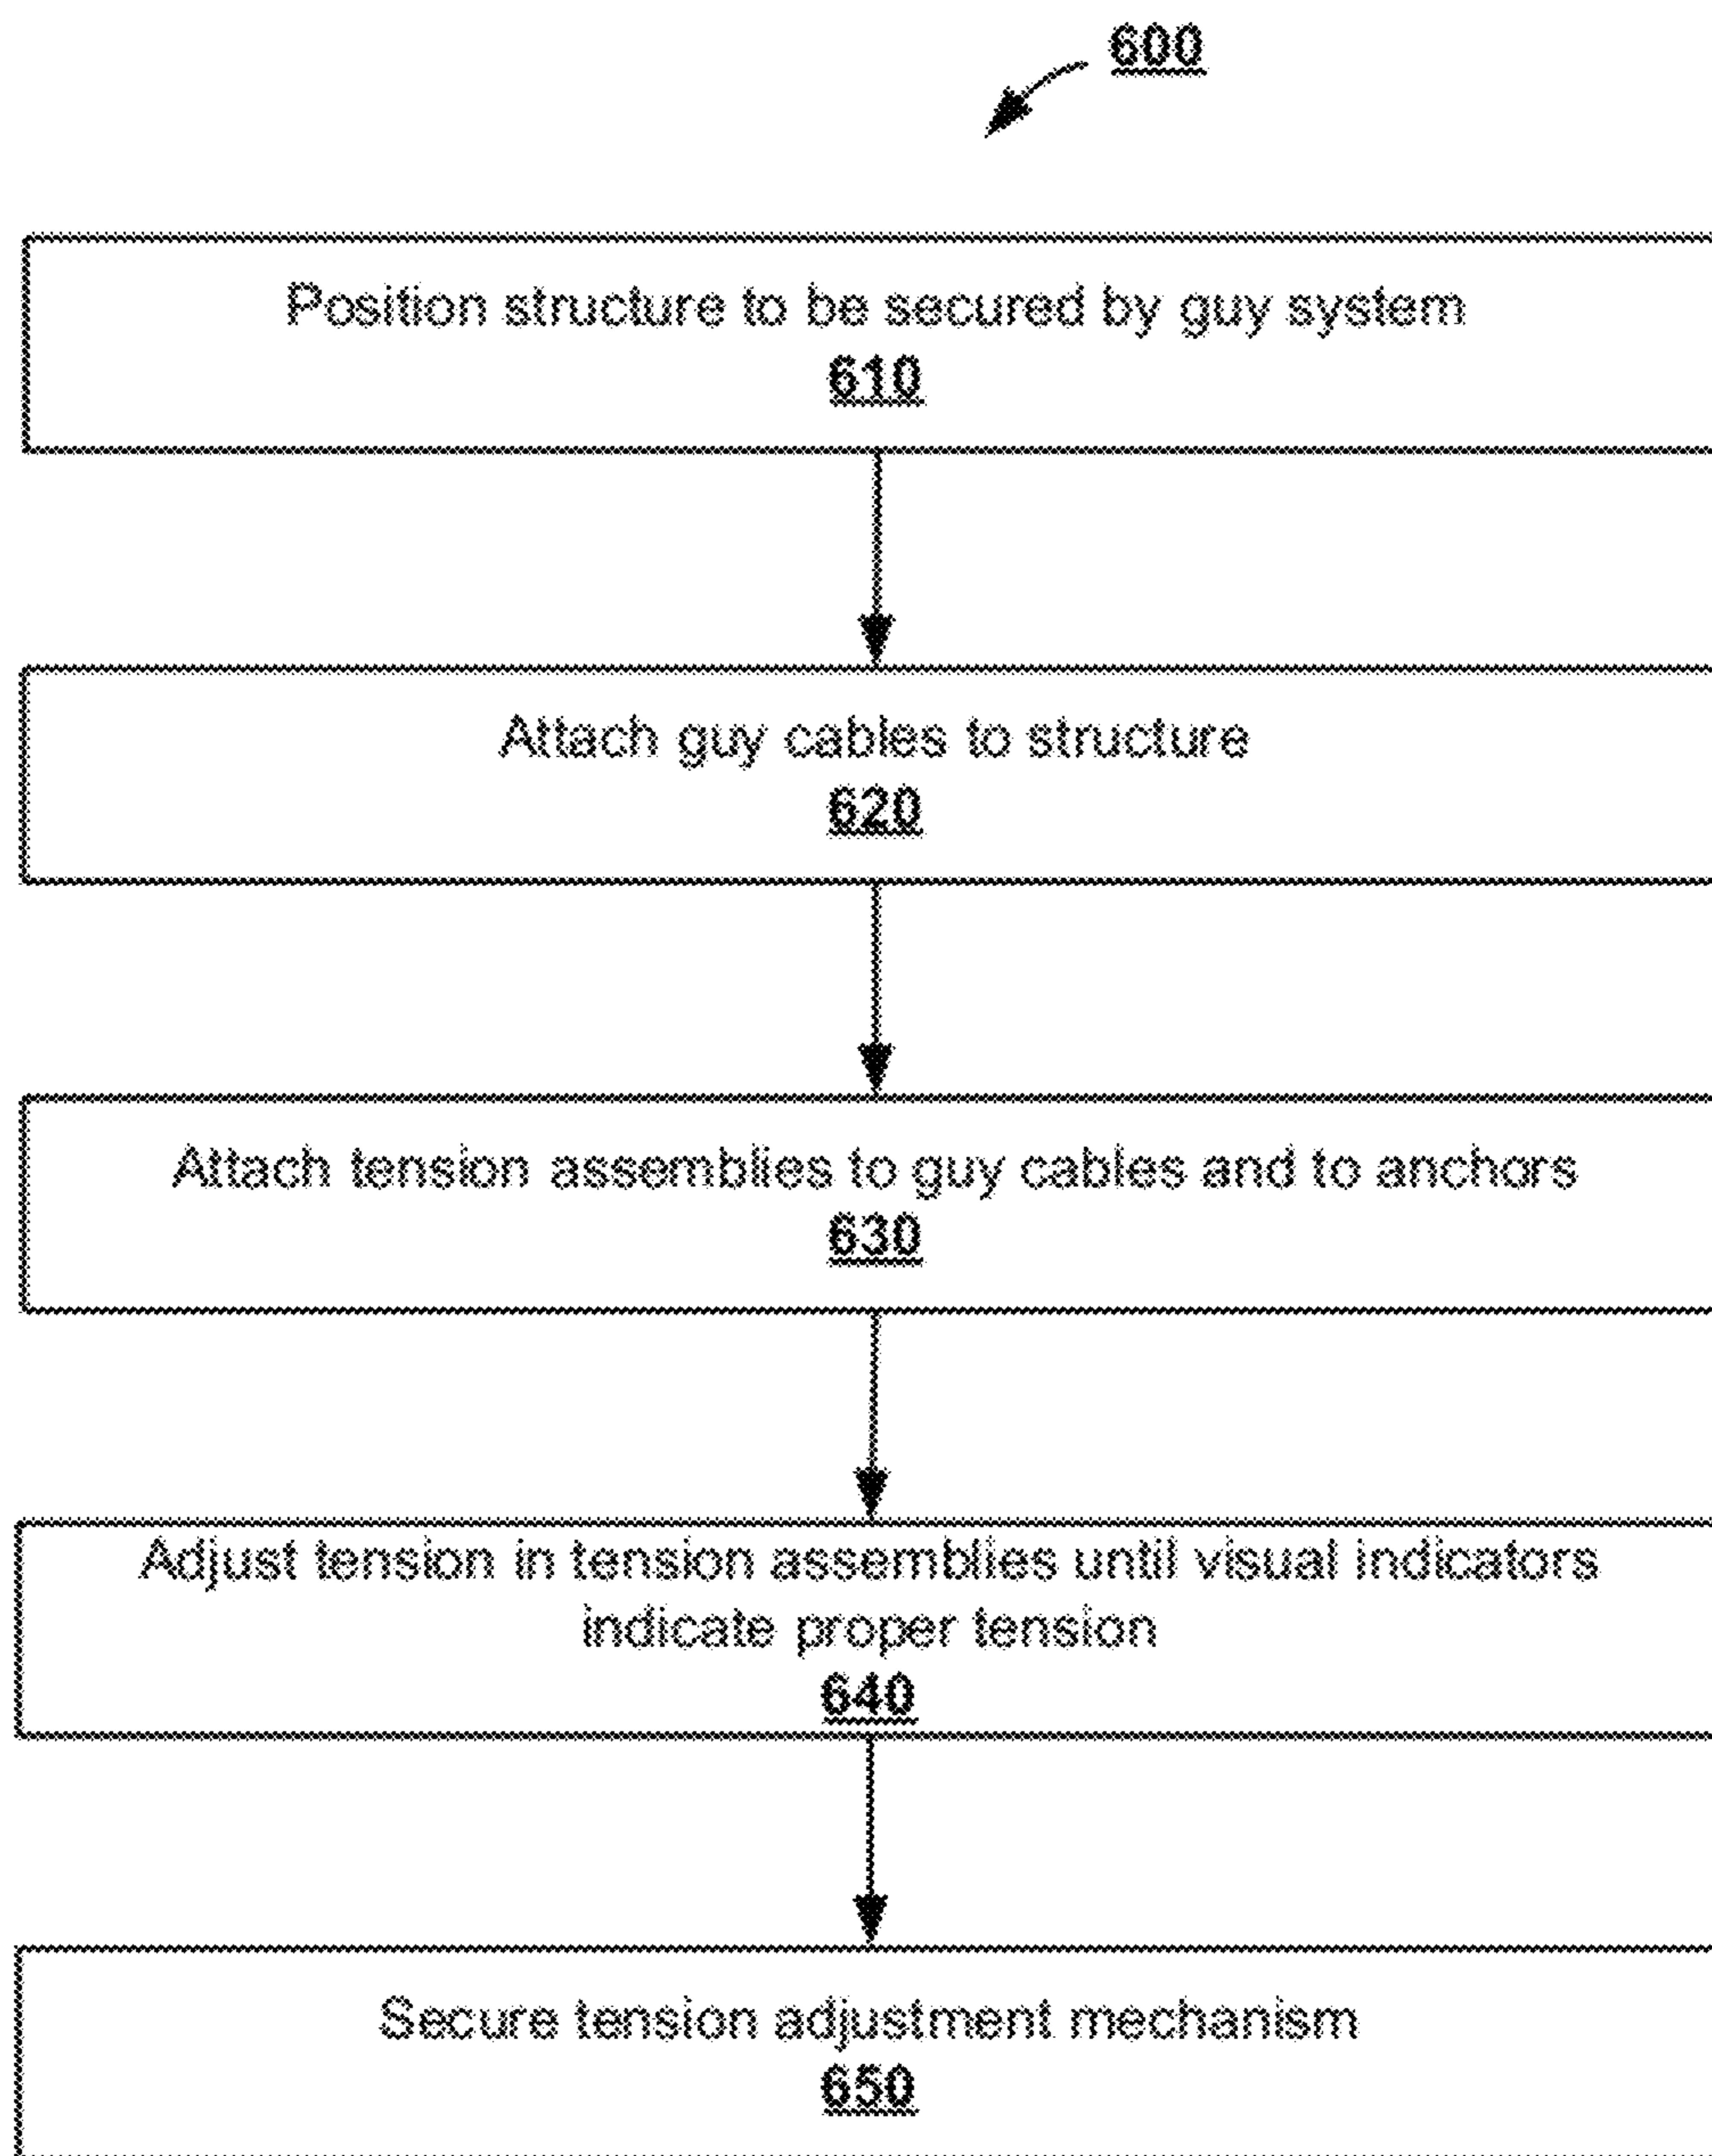 600
Position structure to be secured by guy system
610
Attach guy cables to structure
620
Attach tension assemblies to guy cables and to anchors
630
Adjust tension in tension assemblies until visual indicators
indicate proper tension
640
Secure tension adjustment mechanism
650